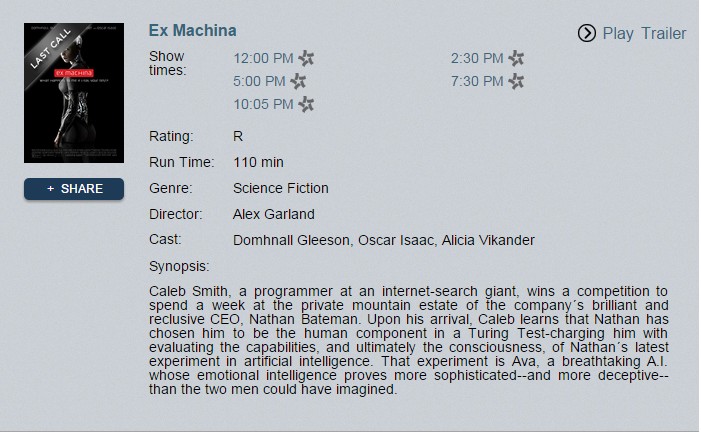 LAST CALL
ex machina
+ SHARE
Ex Machina
Play Trailer
Show times:
12:00 PM 2:30 PM
5:00 PM 7:30 PM
10:05 PM
Rating: R
Run Time: 110 min
Genre: Science Fiction
Director: Alex Garland
Cast: Domhnall Gleeson, Oscar Isaac, Alicia Vikander
Synopsis:
Caleb Smith, a programmer at an internet-search giant, wins a competition to
spend a week at the private mountain estate of the company´s brilliant and
reclusive CEO, Nathan Bateman. Upon his arrival, Caleb learns that Nathan has
chosen him to be the human component in a Turing Test-charging him with
evaluating the capabilities, and ultimately the consciousness, of Nathan´s latest
experiment in artificial intelligence. That experiment is Ava, a breathtaking A.I.
whose emotional intelligence proves more sophisticated--and more deceptive--
than the two men could have imagined.